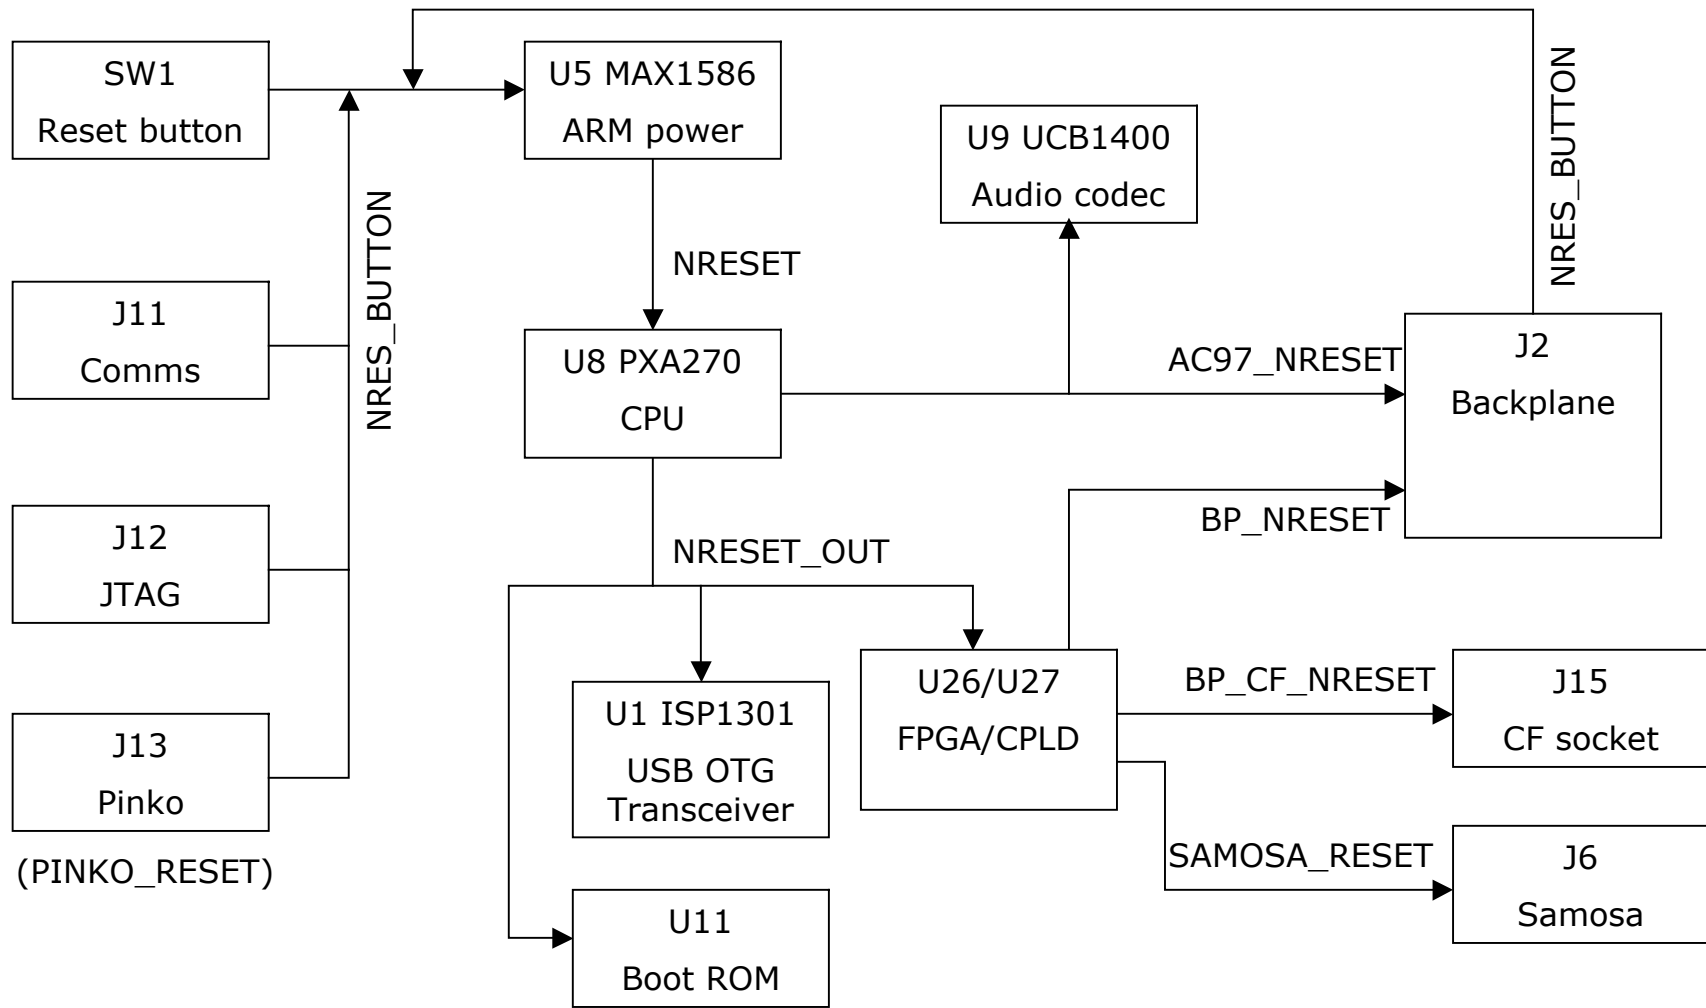 SW1
Reset button
U5 MAX1586
ARM power
U9 UCB1400
Audio codec
NRES_BUTTON
NRES_BUTTON
NRESET
J11
Comms
U8 PXA270
CPU
AC97_NRESET
J2
Backplane
BP_NRESET
J12
JTAG
NRESET_OUT
U26/U27
FPGA/CPLD
BP_CF_NRESET
J15
CF socket
J13
Pinko
(PINKO_RESET)
U1 ISP1301
USB OTG
Transceiver
SAMOSA_RESET
J6
Samosa
U11
Boot ROM